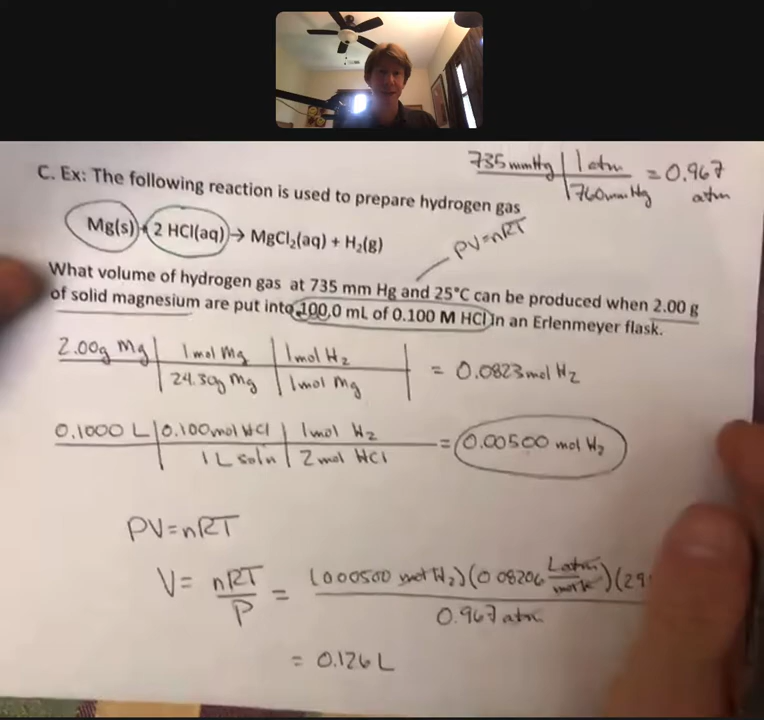 735 mmHg | 1 atm = 0.967
760 mmHg atm
C. Ex: The following reaction is used to prepare hydrogen gas
Mg(s) + 2 HCl(aq) → MgCl₂(aq) + H₂(g)
PV=nRT
What volume of hydrogen gas at 735 mm Hg and 25°C can be produced when 2.00 g
of solid magnesium are put into 100.0 mL of 0.100 M HCl in an Erlenmeyer flask.
2.00g Mg | 1 mol Mg | 1 mol H₂ | = 0.0823 mol H₂
24.30g Mg | 1 mol Mg
0.1000 L | 0.100 mol HCl | 1 mol H₂ = 0.00500 mol H₂
1 L soln | 2 mol HCl
PV=nRT
V = nRT/P = (0.00500 mol H₂)(0.08206 L atm/mol K)(29
0.967 atm
= 0.126 L